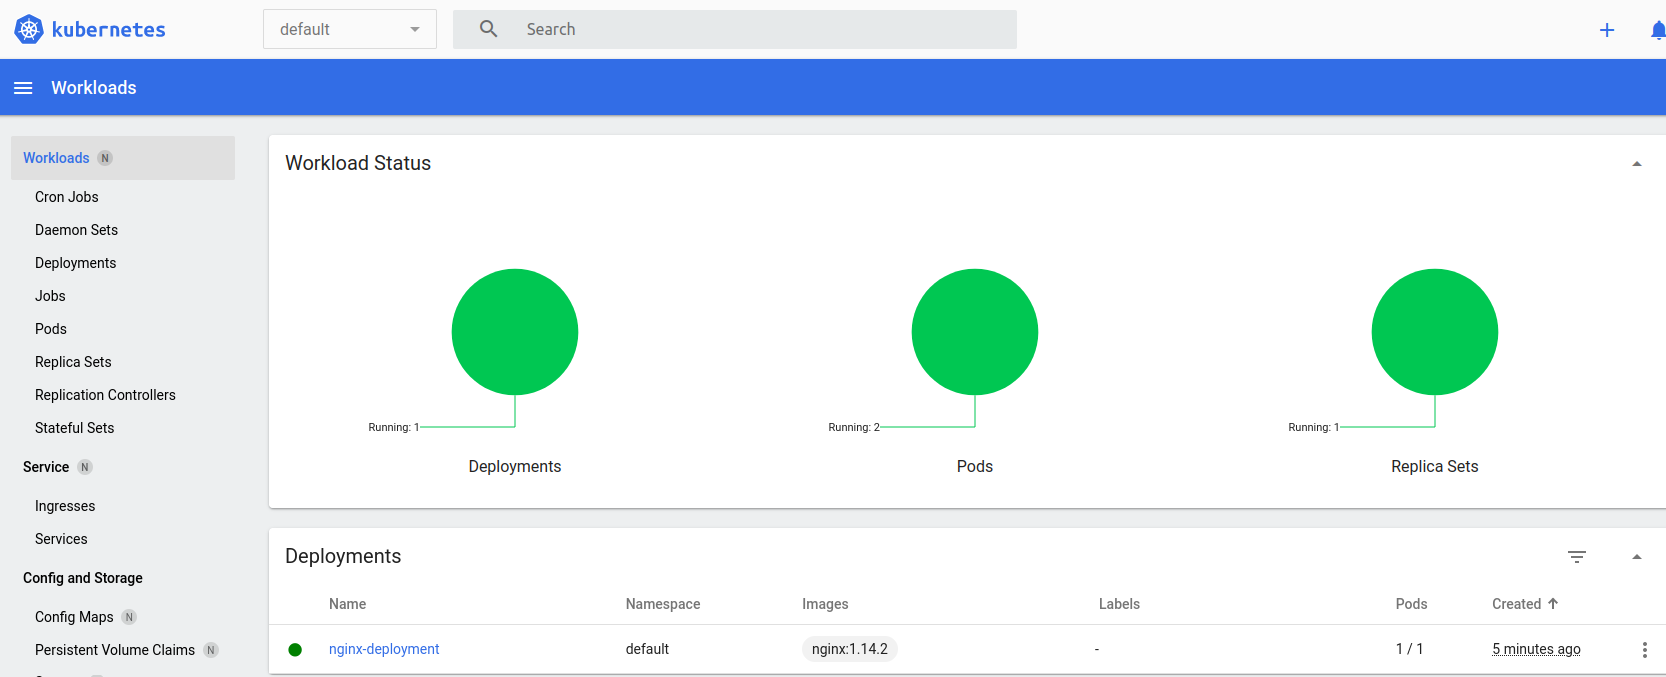 kubernetes
default
Search
Workloads
Workloads N
Cron Jobs
Daemon Sets
Deployments
Jobs
Pods
Replica Sets
Replication Controllers
Stateful Sets
Service N
Ingresses
Services
Config and Storage
Config Maps N
Persistent Volume Claims N
Workload Status
Running: 1
Running: 2
Running: 1
Deployments
Pods
Replica Sets
Deployments
Name Namespace Images Labels Pods Created
nginx-deployment default nginx:1.14.2 - 1 / 1 5 minutes ago